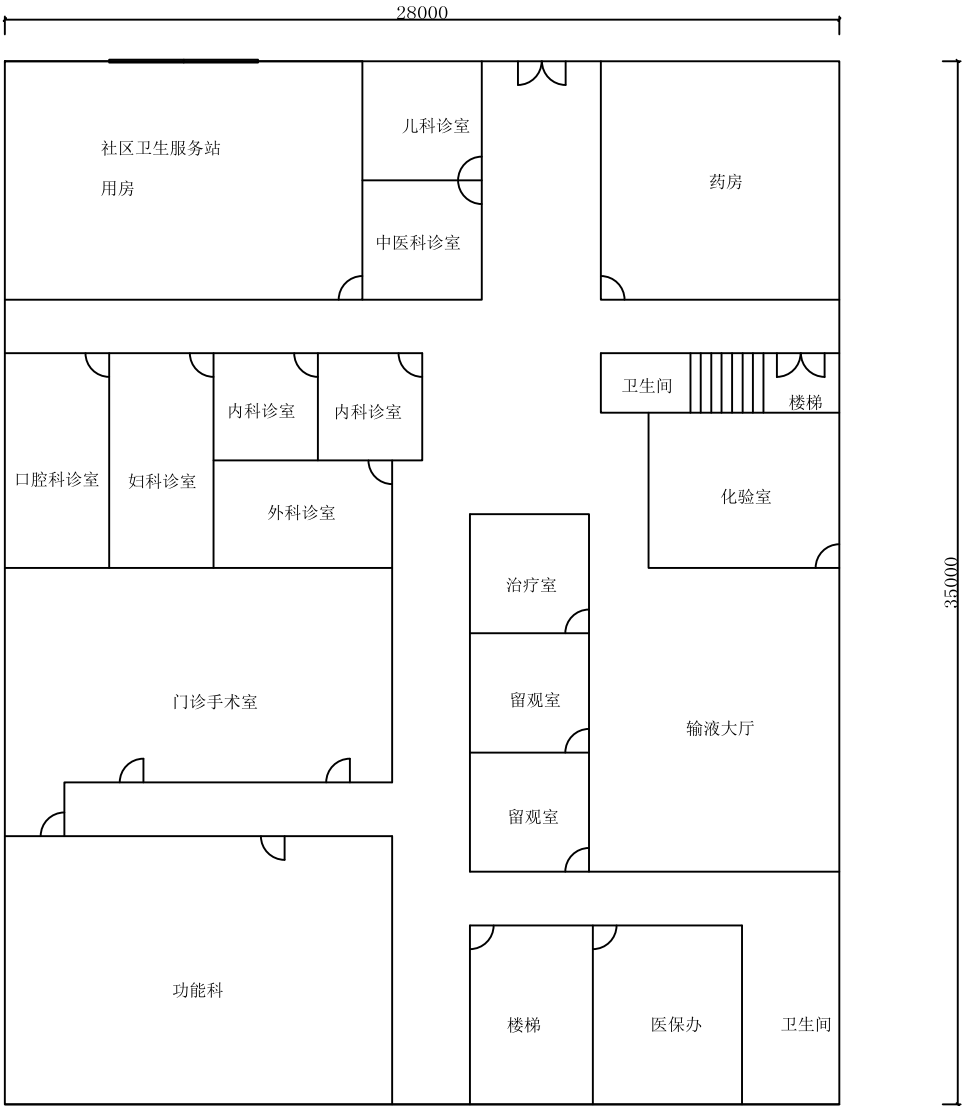 28000
儿科诊室
社区卫生服务站
用房
药房
中医科诊室
卫生间
楼梯
内科诊室
内科诊室
口腔科诊室
妇科诊室
化验室
外科诊室
35000
治疗室
门诊手术室
留观室
输液大厅
留观室
功能科
楼梯
医保办
卫生间